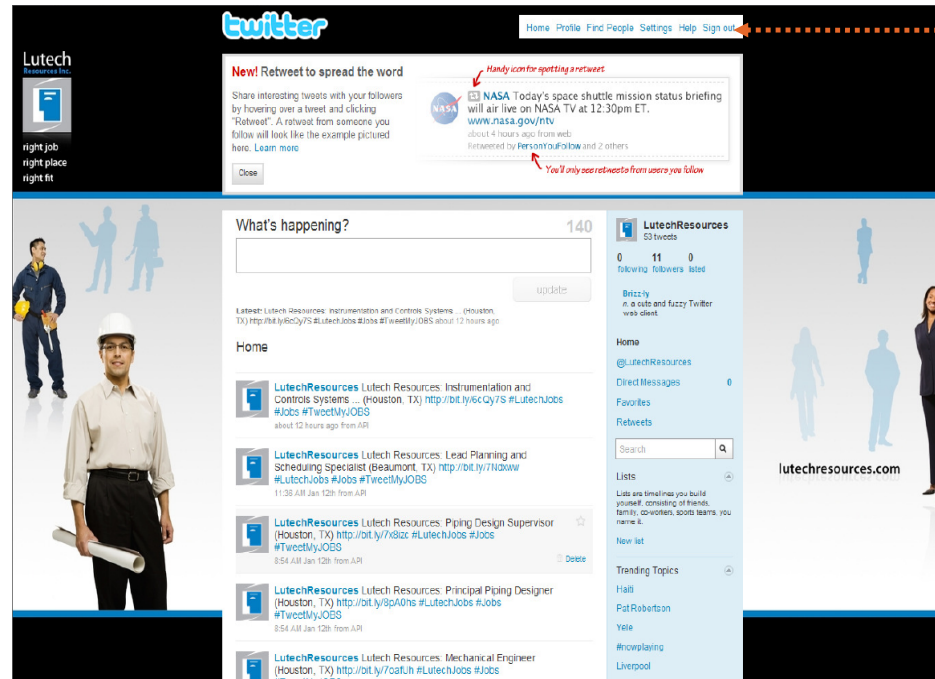 twitter
Home Profile Find People Settings Help Sign out
Lutech
Resources Inc.
right job
right place
right fit
New! Retweet to spread the word
Share interesting tweets with your followers
by hovering over a tweet and clicking
"Retweet". A retweet from someone you
follow will look like the example pictured
here. Learn more
Close
Handy icon for spotting a retweet
NASA
NASA Today's space shuttle mission status briefing
will air live on NASA TV at 12:30pm ET.
www.nasa.gov/ntv
about 4 hours ago from web
Retweeted by PersonYouFollow and 2 others
You'll only see retweets from users you follow
What's happening?
140
update
Latest: Lutech Resources: Instrumentation and Controls Systems ... (Houston,
TX) http://bit.ly/6cQy7S #LutechJobs #Jobs #TweetMyJOBS about 12 hours ago
Home
LutechResources Lutech Resources: Instrumentation and
Controls Systems ... (Houston, TX) http://bit.ly/6cQy7S #LutechJobs
#Jobs #TweetMyJOBS
about 12 hours ago from API
LutechResources Lutech Resources: Lead Planning and
Scheduling Specialist (Beaumont, TX) http://bit.ly/7Ndxww
#LutechJobs #Jobs #TweetMyJOBS
11:36 AM Jan 12th from API
LutechResources Lutech Resources: Piping Design Supervisor
(Houston, TX) http://bit.ly/7x8izc #LutechJobs #Jobs
#TweetMyJOBS
8:54 AM Jan 12th from API
Delete
LutechResources Lutech Resources: Principal Piping Designer
(Houston, TX) http://bit.ly/8pA0hs #LutechJobs #Jobs
#TweetMyJOBS
8:54 AM Jan 12th from API
LutechResources Lutech Resources: Mechanical Engineer
(Houston, TX) http://bit.ly/7oafUh #LutechJobs #Jobs
LutechResources
53 tweets
0 11 0
following followers listed
Brizzly
n. a cute and fuzzy Twitter
web client.
Home
@LutechResources
Direct Messages 0
Favorites
Retweets
Search
Lists
Lists are timelines you build
yourself, consisting of friends,
family, co-workers, sports teams, you
name it.
New list
Trending Topics
Haiti
Pat Robertson
Yele
#nowplaying
Liverpool
lutechresources.com